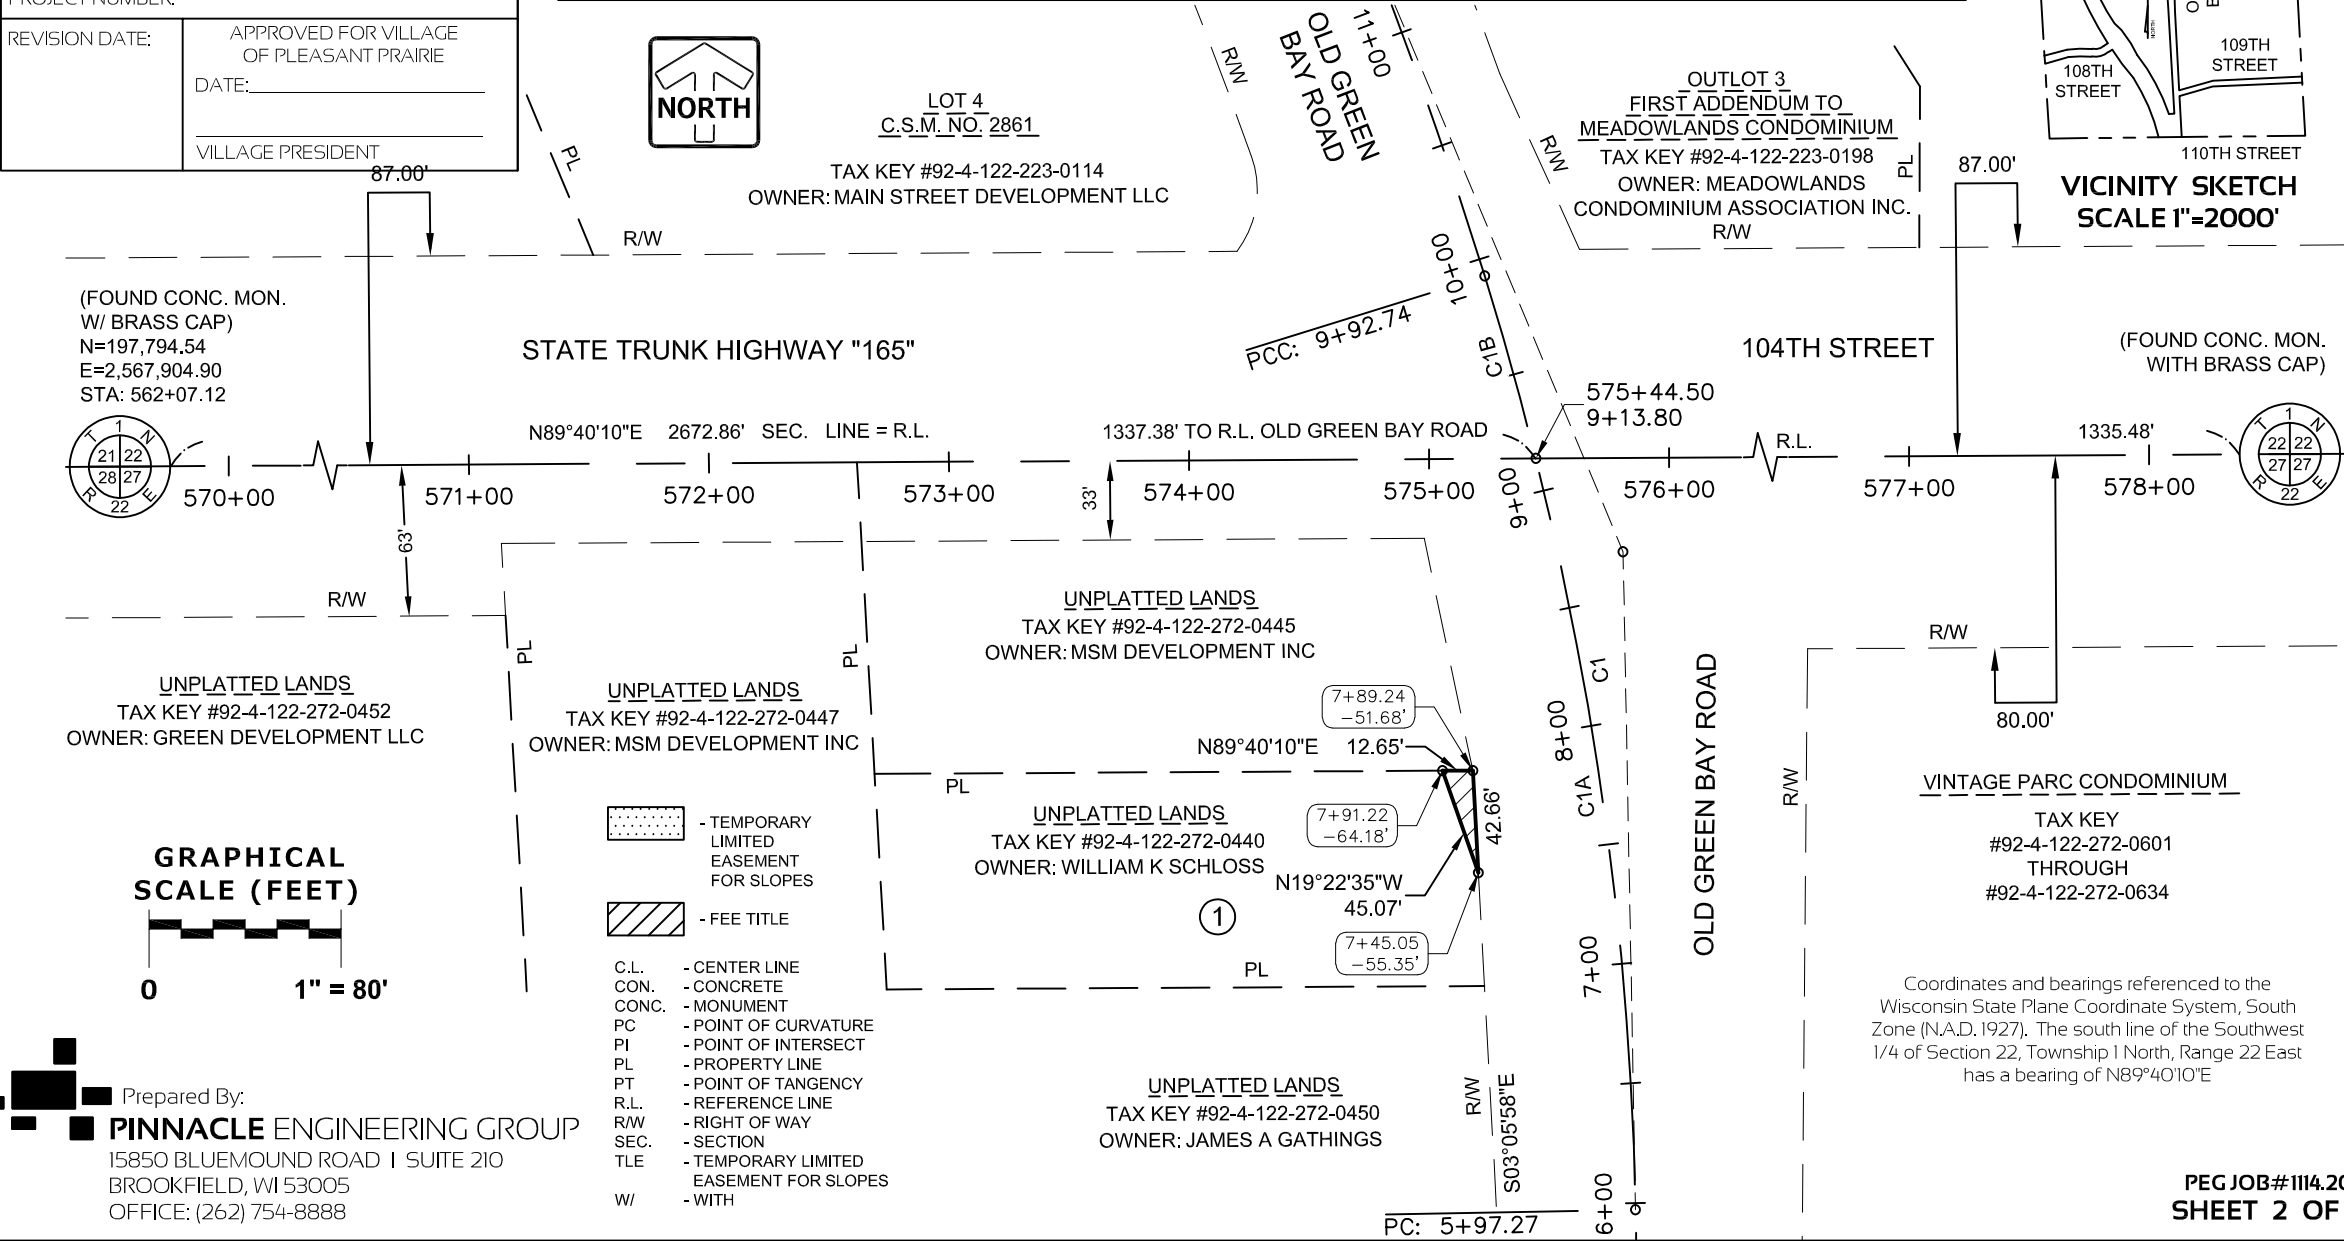 REVISION DATE:
APPROVED FOR VILLAGE
OF PLEASANT PRAIRIE
DATE:
VILLAGE PRESIDENT
NORTH
LOT 4
C.S.M. NO. 2861
TAX KEY #92-4-122-223-0114
OWNER: MAIN STREET DEVELOPMENT LLC
PL
R/W
R/W
87.00'
OLD GREEN
BAY ROAD
11+00
10+00
R/W
OUTLOT 3
FIRST ADDENDUM TO
MEADOWLANDS CONDOMINIUM
TAX KEY #92-4-122-223-0198
OWNER: MEADOWLANDS
CONDOMINIUM ASSOCIATION INC.
R/W
PL
87.00'
108TH
STREET
109TH
STREET
110TH STREET
VICINITY SKETCH
SCALE 1"=2000'
(FOUND CONC. MON.
W/ BRASS CAP)
N=197,794.54
E=2,567,904.90
STA: 562+07.12
STATE TRUNK HIGHWAY "165"
PCC: 9+92.74
C1B
104TH STREET
(FOUND CONC. MON.
WITH BRASS CAP)
575+44.50
9+13.80
N89°40'10"E 2672.86' SEC. LINE = R.L.
1337.38' TO R.L. OLD GREEN BAY ROAD
R.L.
1335.48'
T 1 N
21 22
28 27
R 22 E
T 1 N
22 22
27 27
R 22 E
570+00
571+00
572+00
573+00
574+00
575+00
576+00
577+00
578+00
9+00
63'
33'
R/W
PL
PL
UNPLATTED LANDS
TAX KEY #92-4-122-272-0445
OWNER: MSM DEVELOPMENT INC
UNPLATTED LANDS
TAX KEY #92-4-122-272-0452
OWNER: GREEN DEVELOPMENT LLC
UNPLATTED LANDS
TAX KEY #92-4-122-272-0447
OWNER: MSM DEVELOPMENT INC
7+89.24
-51.68'
N89°40'10"E 12.65'
PL
UNPLATTED LANDS
TAX KEY #92-4-122-272-0440
OWNER: WILLIAM K SCHLOSS
7+91.22
-64.18'
42.66'
N19°22'35"W
45.07'
1
7+45.05
-55.35'
PL
C1
8+00
C1A
7+00
OLD GREEN BAY ROAD
R/W
80.00'
R/W
VINTAGE PARC CONDOMINIUM
TAX KEY
#92-4-122-272-0601
THROUGH
#92-4-122-272-0634
GRAPHICAL
SCALE (FEET)
0 1" = 80'
- TEMPORARY
LIMITED
EASEMENT
FOR SLOPES
- FEE TITLE
C.L. - CENTER LINE
CON. - CONCRETE
CONC. - MONUMENT
PC - POINT OF CURVATURE
PI - POINT OF INTERSECT
PL - PROPERTY LINE
PT - POINT OF TANGENCY
R.L. - REFERENCE LINE
R/W - RIGHT OF WAY
SEC. - SECTION
TLE - TEMPORARY LIMITED
EASEMENT FOR SLOPES
W/ - WITH
UNPLATTED LANDS
TAX KEY #92-4-122-272-0450
OWNER: JAMES A GATHINGS
R/W
S03°05'58"E
PC: 5+97.27
6+00
Coordinates and bearings referenced to the
Wisconsin State Plane Coordinate System, South
Zone (N.A.D. 1927). The south line of the Southwest
1/4 of Section 22, Township 1 North, Range 22 East
has a bearing of N89°40'10"E
Prepared By:
PINNACLE ENGINEERING GROUP
15850 BLUEMOUND ROAD I SUITE 210
BROOKFIELD, WI 53005
OFFICE: (262) 754-8888
PEG JOB#1114.20
SHEET 2 OF